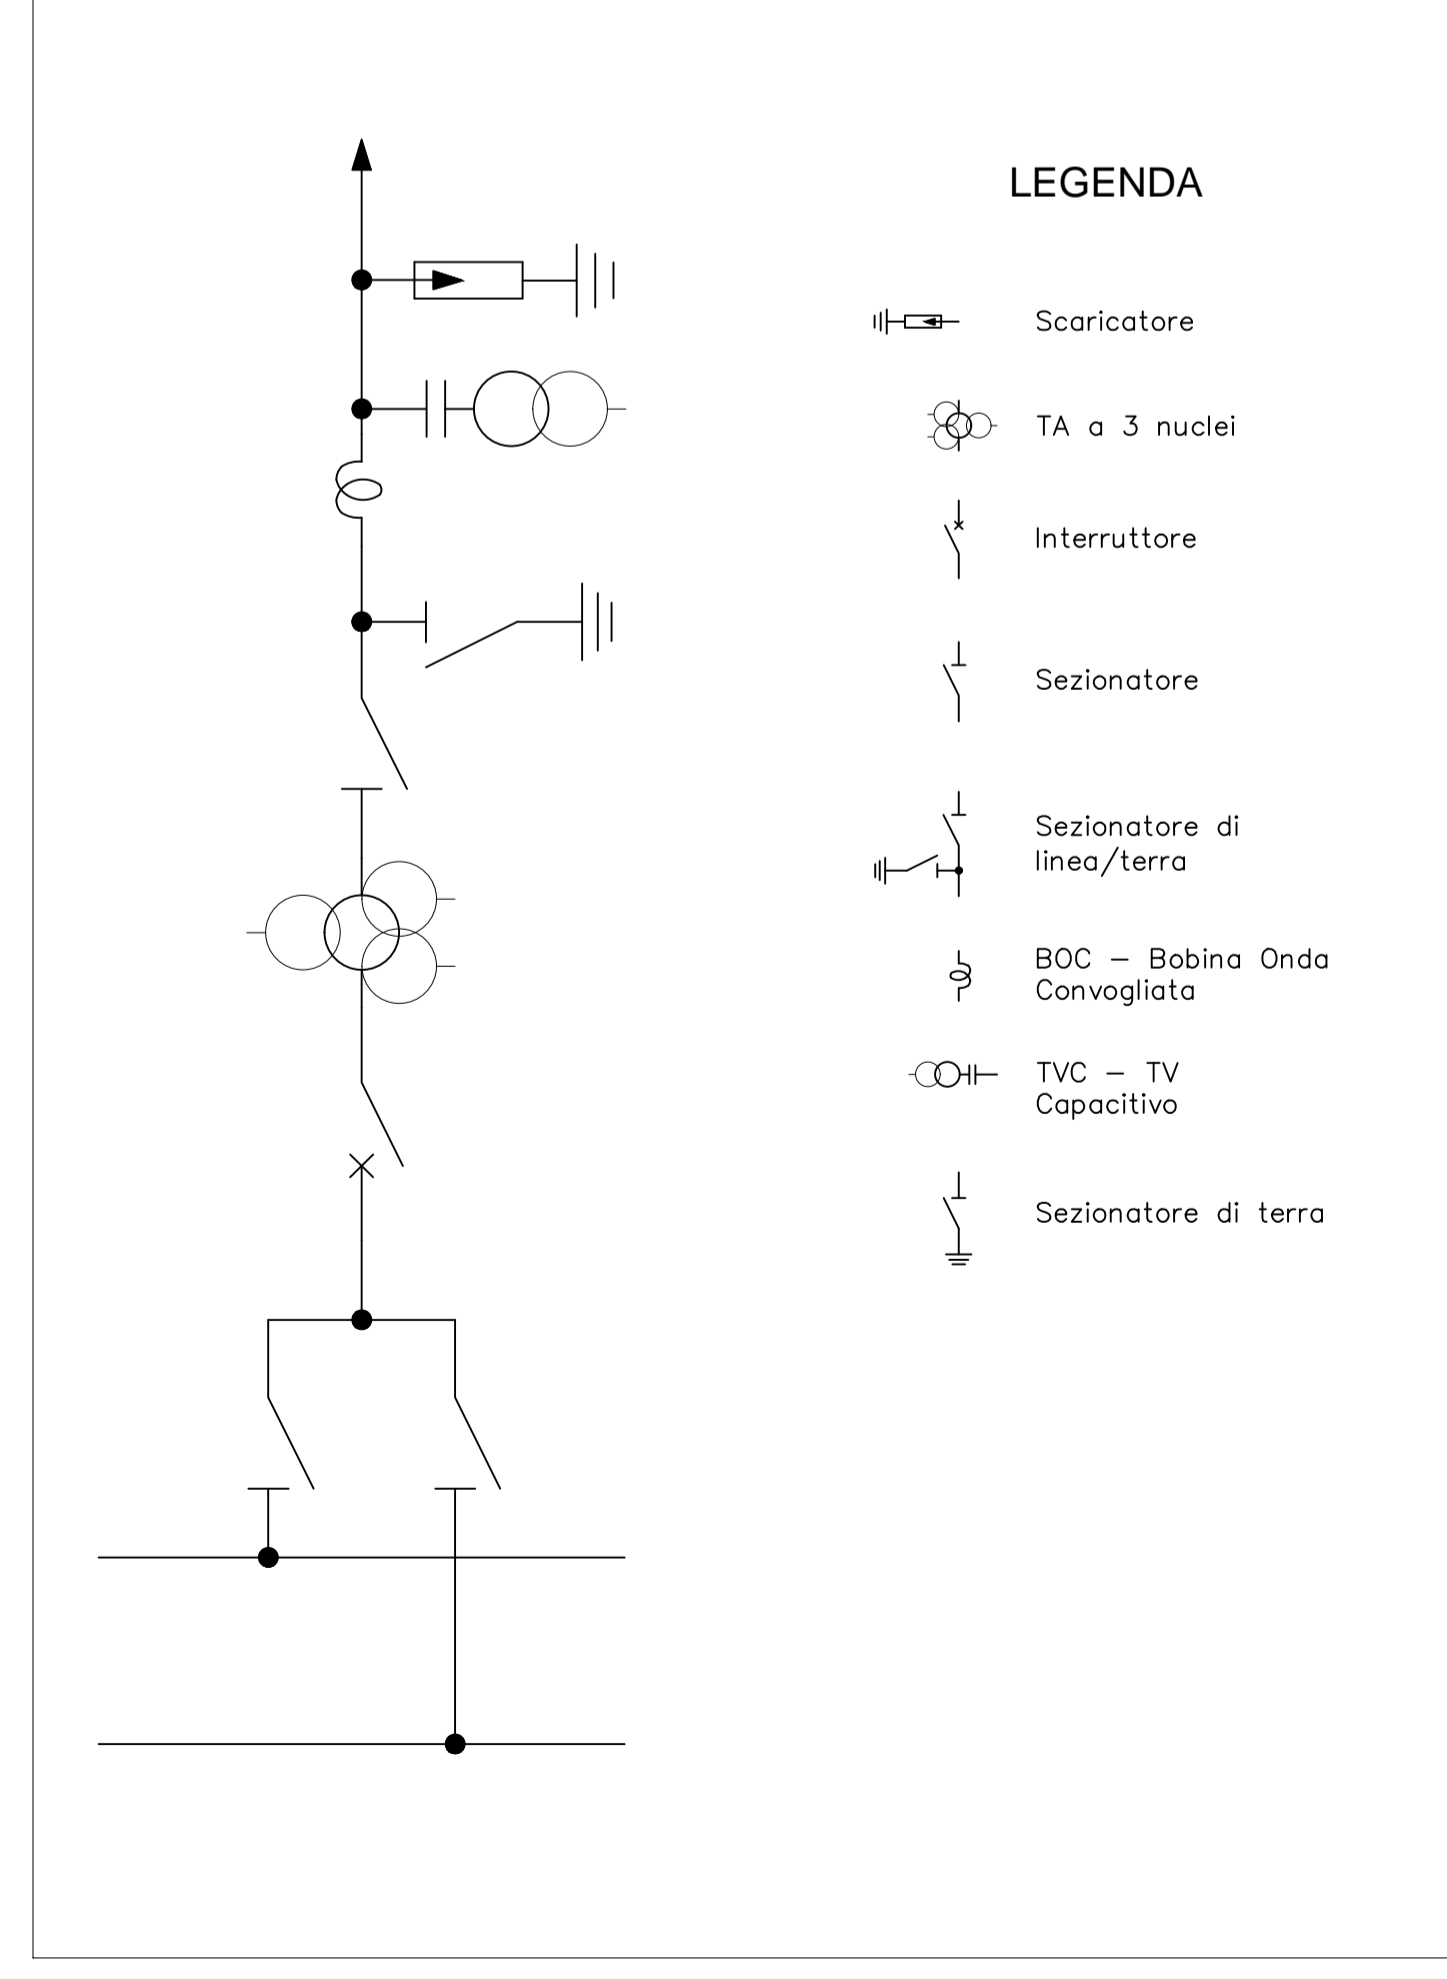 LEGENDA
Scaricatore
TA a 3 nuclei
Interruttore
Sezionatore
Sezionatore di
linea/terra
BOC – Bobina Onda
Convogliata
TVC – TV
Capacitivo
Sezionatore di terra